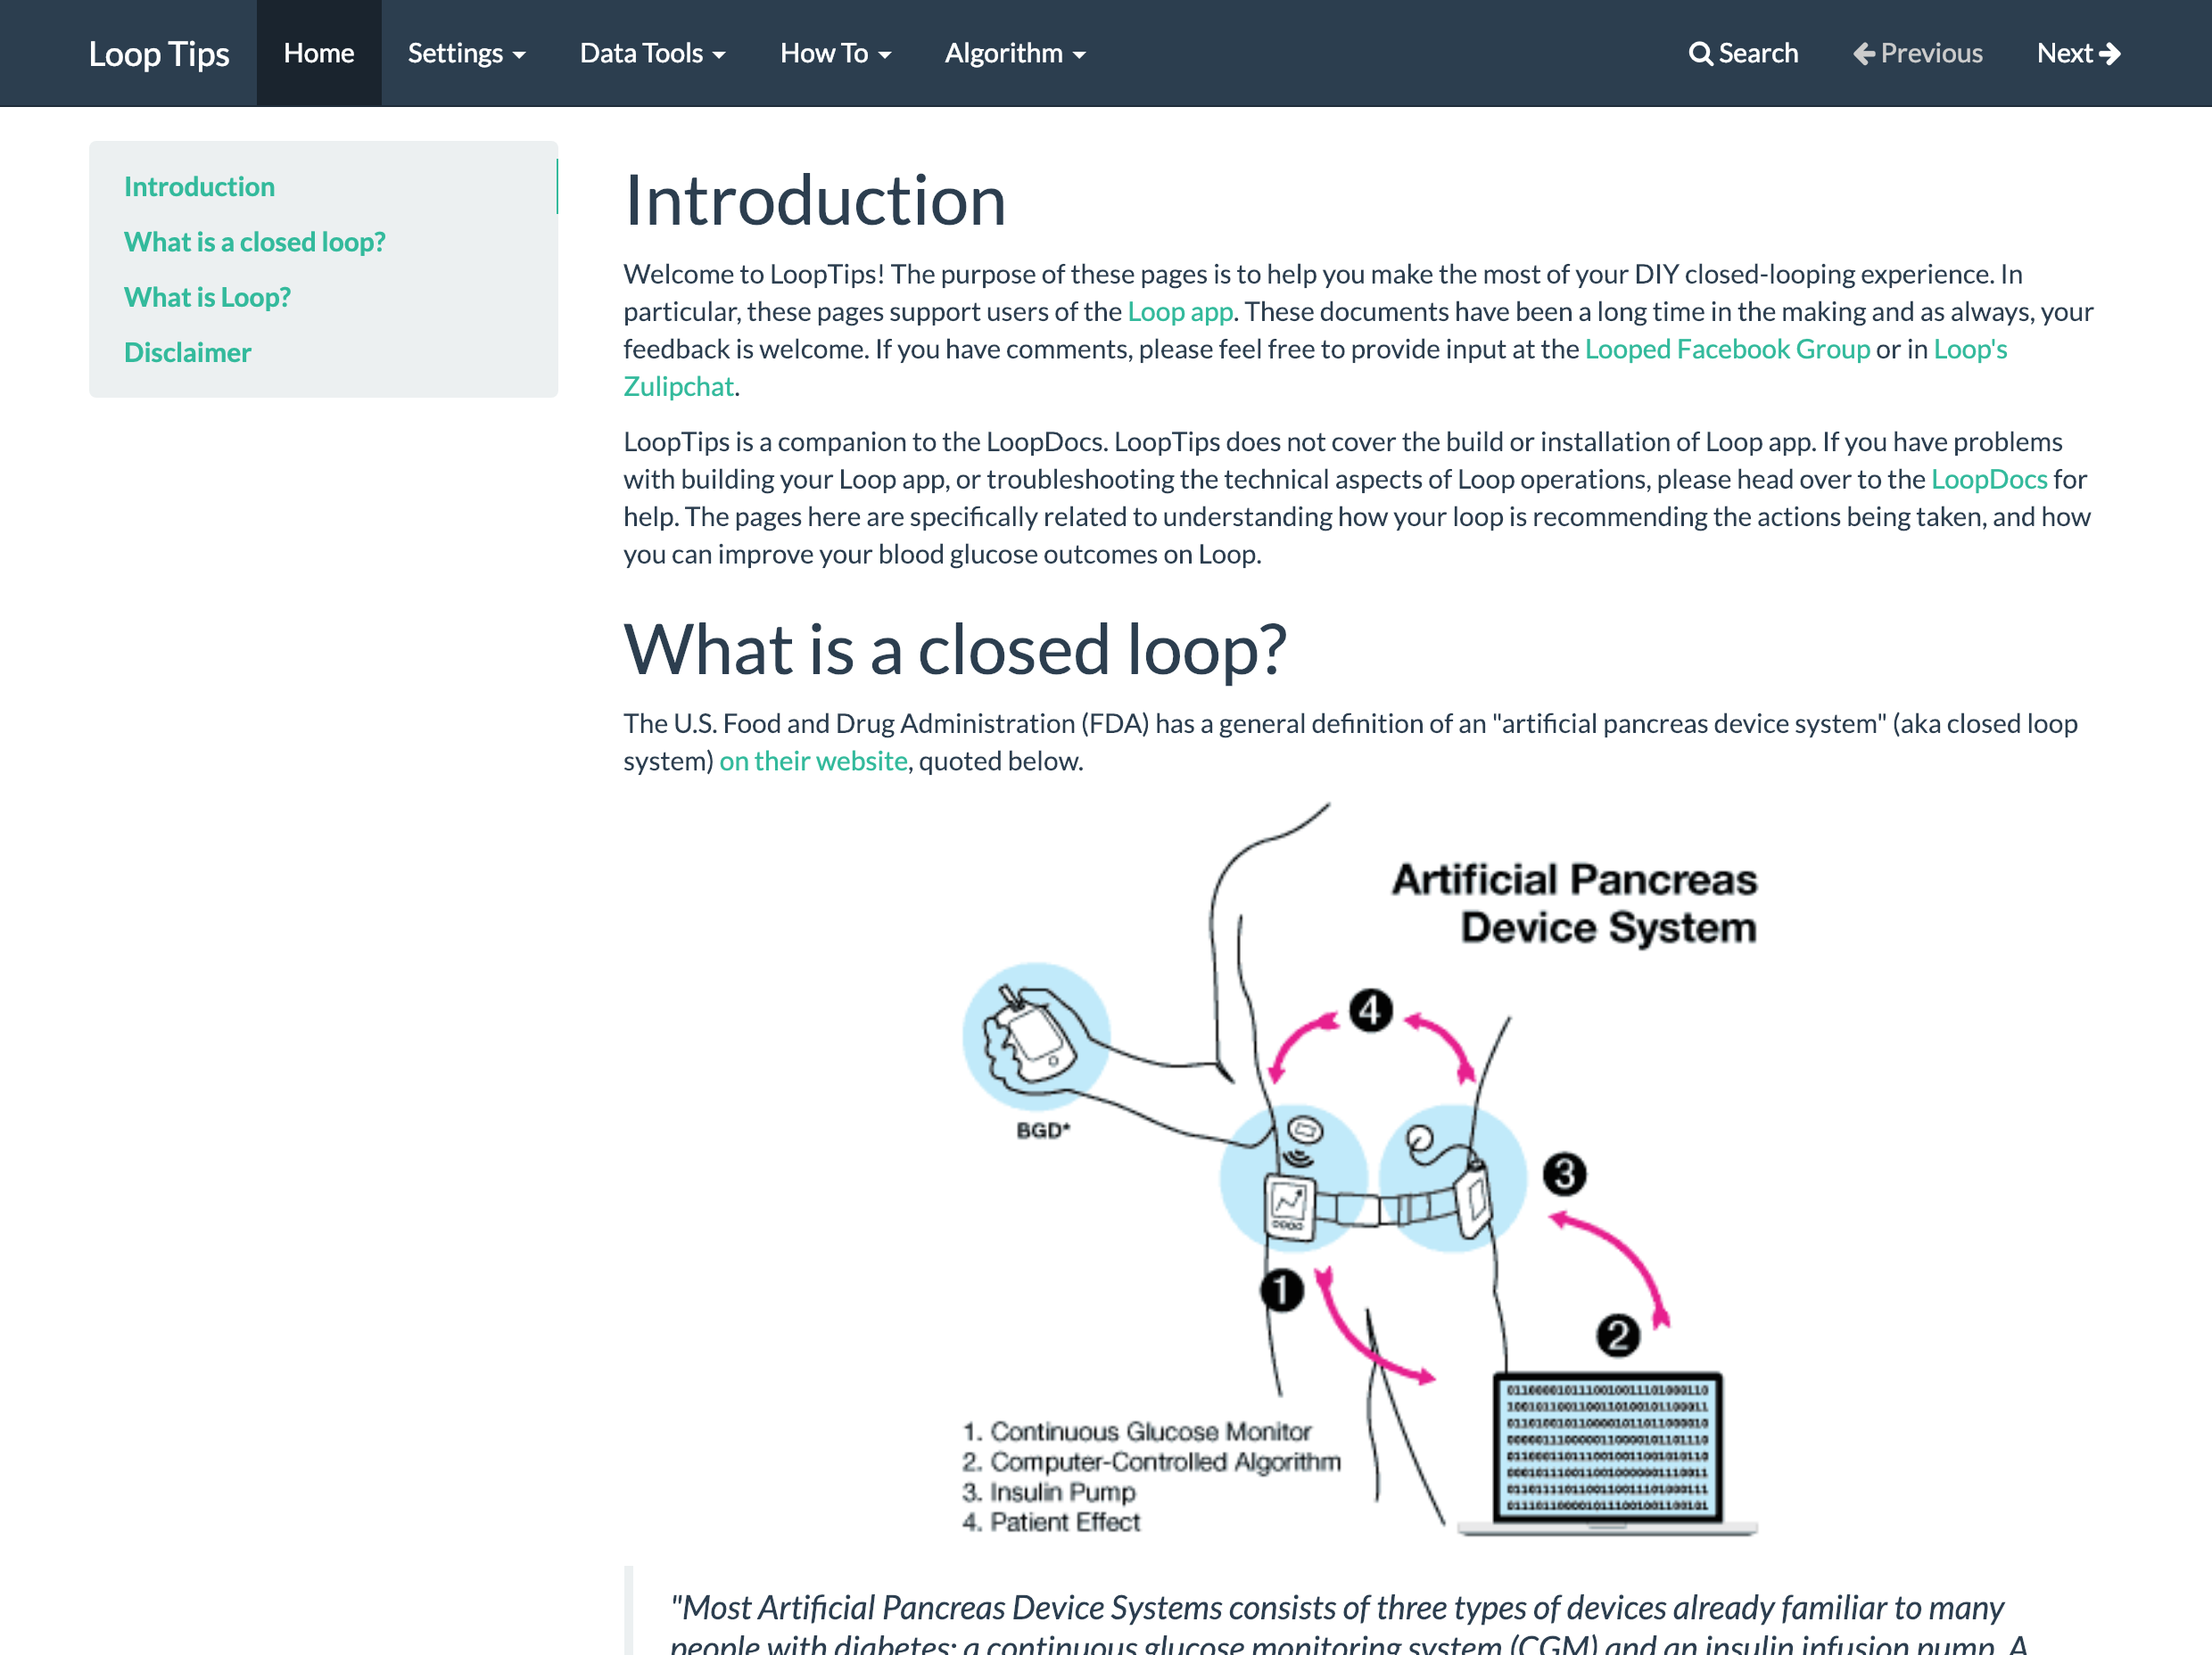 Loop Tips
Home
Settings
Data Tools
How To
Algorithm
Search
Previous
Next
Introduction
What is a closed loop?
What is Loop?
Disclaimer
Introduction
Welcome to LoopTips! The purpose of these pages is to help you make the most of your DIY closed-looping experience. In
particular, these pages support users of the Loop app. These documents have been a long time in the making and as always, your
feedback is welcome. If you have comments, please feel free to provide input at the Looped Facebook Group or in Loop's
Zulipchat.
LoopTips is a companion to the LoopDocs. LoopTips does not cover the build or installation of Loop app. If you have problems
with building your Loop app, or troubleshooting the technical aspects of Loop operations, please head over to the LoopDocs for
help. The pages here are specifically related to understanding how your loop is recommending the actions being taken, and how
you can improve your blood glucose outcomes on Loop.
What is a closed loop?
The U.S. Food and Drug Administration (FDA) has a general definition of an "artificial pancreas device system" (aka closed loop
system) on their website, quoted below.
Artificial Pancreas
Device System
4
BGD*
3
1
2
1. Continuous Glucose Monitor
2. Computer-Controlled Algorithm
3. Insulin Pump
4. Patient Effect
"Most Artificial Pancreas Device Systems consists of three types of devices already familiar to many
people with diabetes: a continuous glucose monitoring system (CGM) and an insulin infusion pump. A